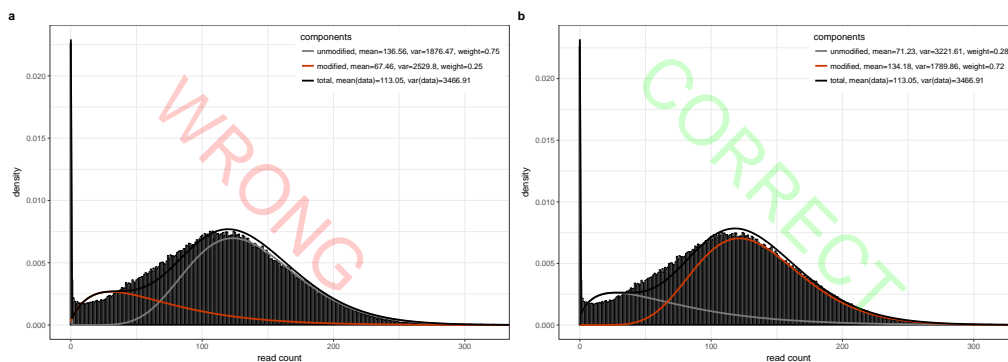 a
components
unmodified, mean=136.56, var=1876.47, weight=0.75
modified, mean=67.46, var=2529.8, weight=0.25
total, mean(data)=113.05, var(data)=3466.91
WRONG
0.020
0.015
0.010
0.005
0.000
density
0
100
200
300
read count
b
components
unmodified, mean=71.23, var=3221.61, weight=0.28
modified, mean=134.18, var=1789.86, weight=0.72
total, mean(data)=113.05, var(data)=3466.91
CORRECT
0.020
0.015
0.010
0.005
0.000
density
0
100
200
300
read count